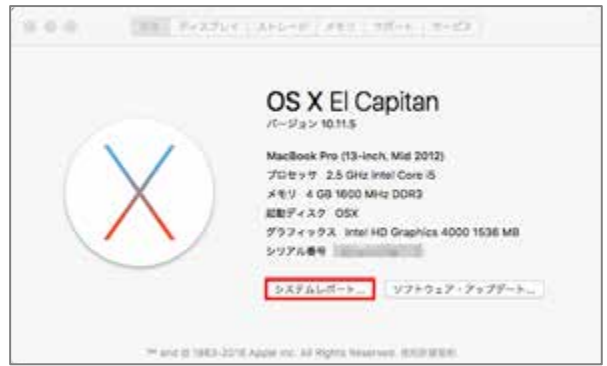 概要 ディスプレイ ストレージ メモリ サポート サービス
OS X El Capitan
バージョン 10.11.5
MacBook Pro (13-inch, Mid 2012)
プロセッサ 2.5 GHz Intel Core i5
メモリ 4 GB 1600 MHz DDR3
起動ディスク OSX
グラフィックス Intel HD Graphics 4000 1536 MB
シリアル番号
システムレポート... ソフトウェア・アップデート...
™ and © 1983-2016 Apple Inc. All Rights Reserved.